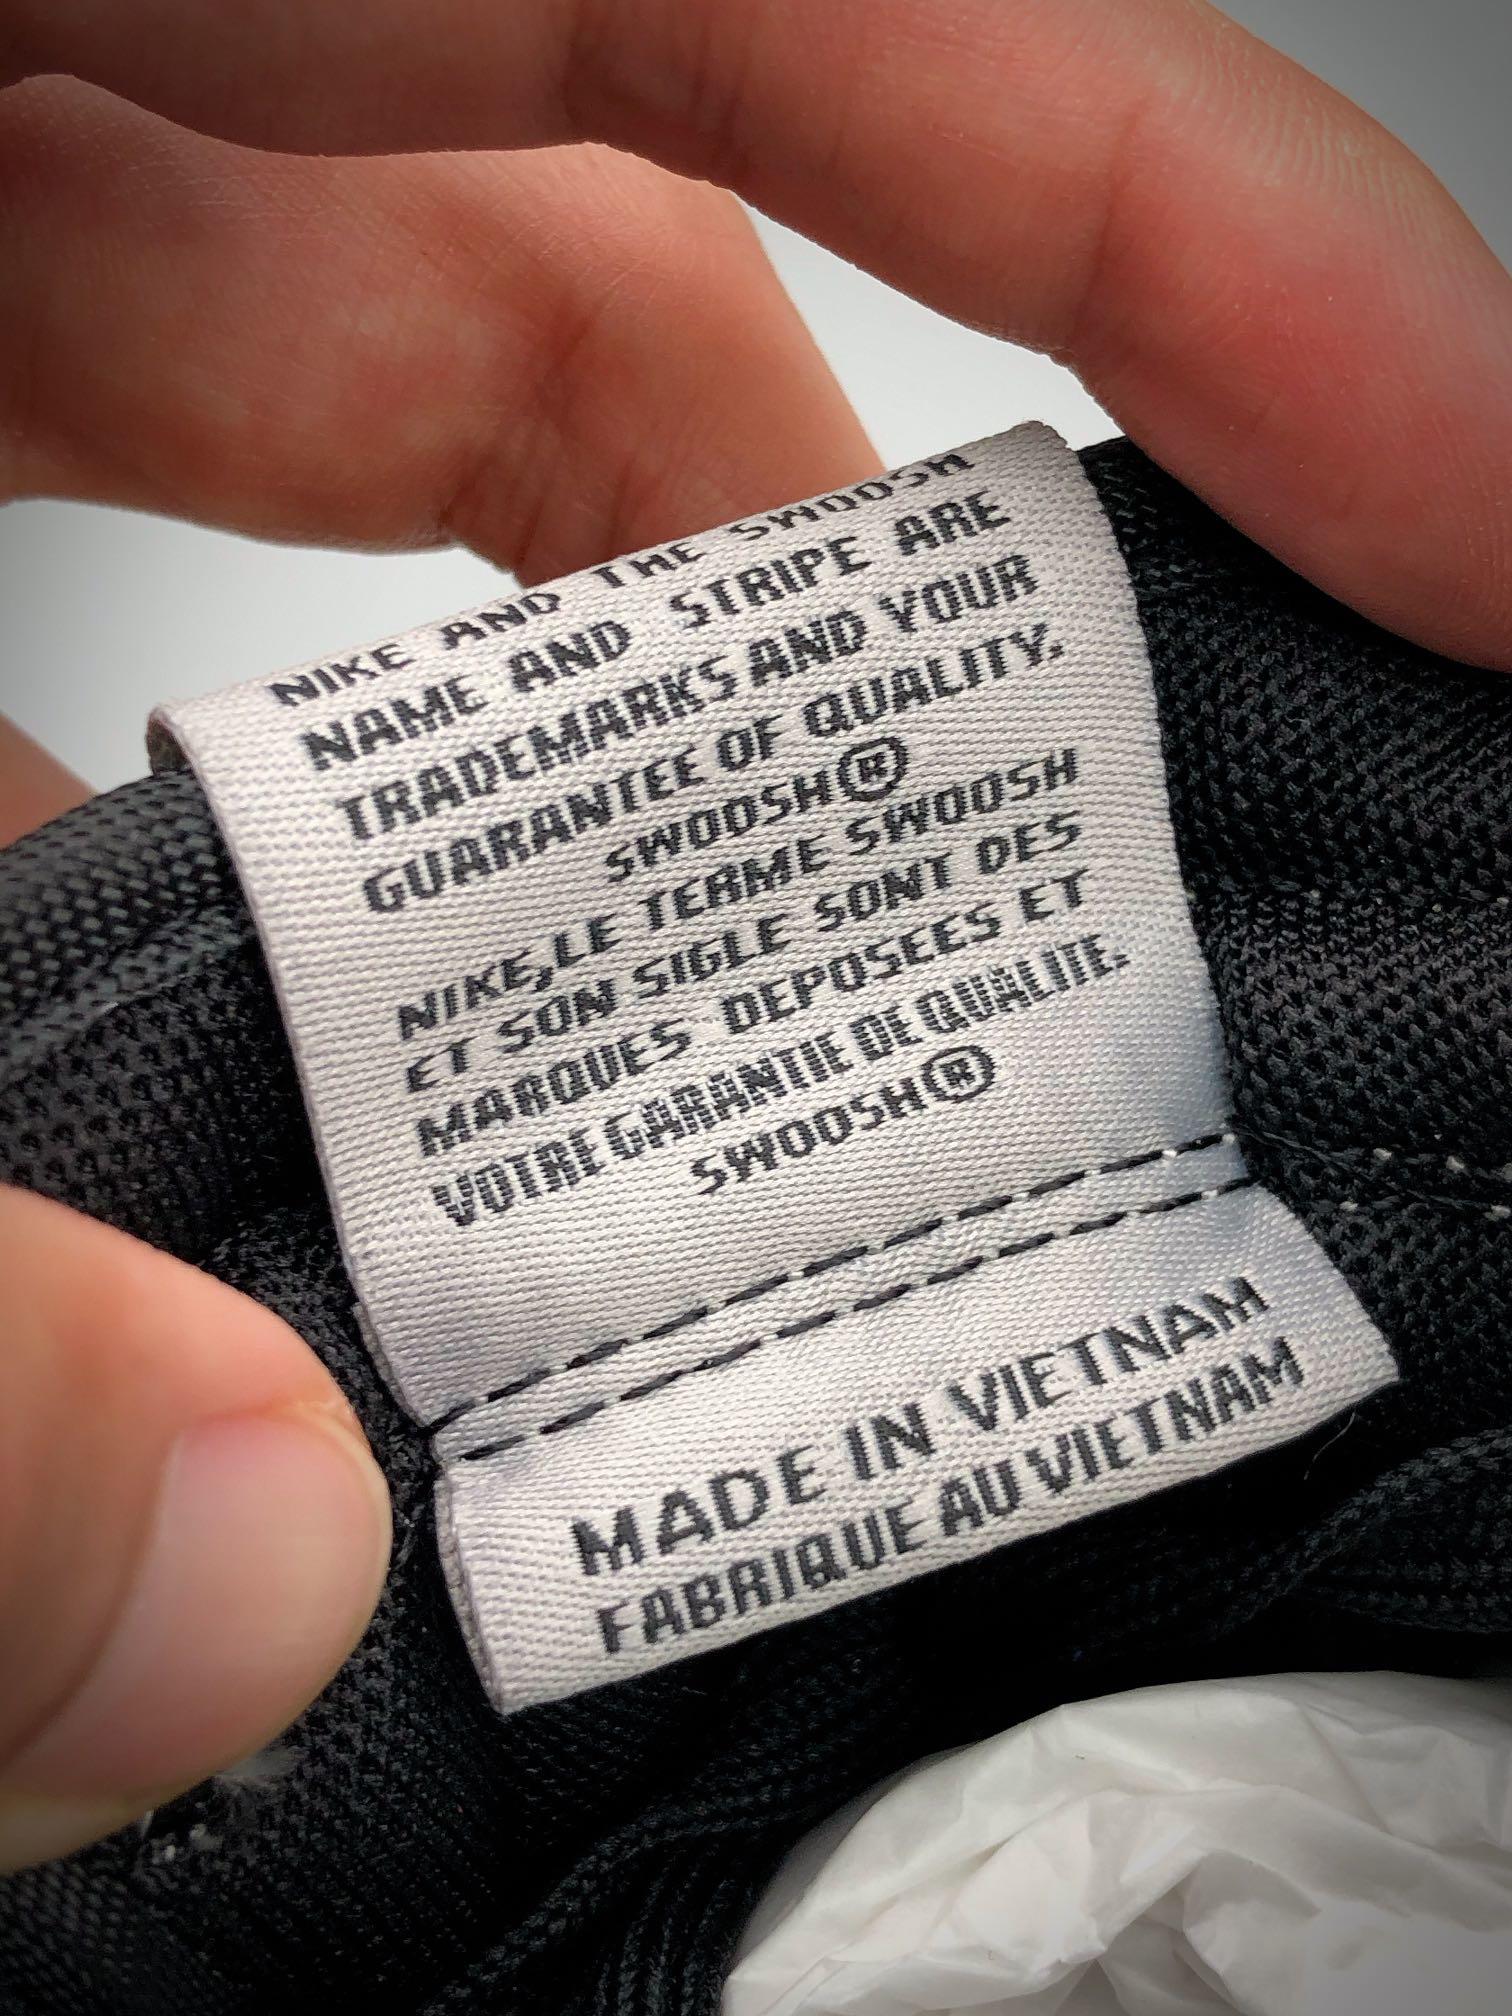 NIKE AND THE SWOOSH
NAME AND STRIPE ARE
TRADEMARKS AND YOUR
GUARANTEE OF QUALITY.
SWOOSH®
NIKE, LE TERME SWOOSH
ET SON SIGLE SONT DES
MARQUES DEPOSEES ET
VOTRE GARANTIE DE QUALITE.
SWOOSH®
MADE IN VIETNAM
FABRIQUE AU VIETNAM